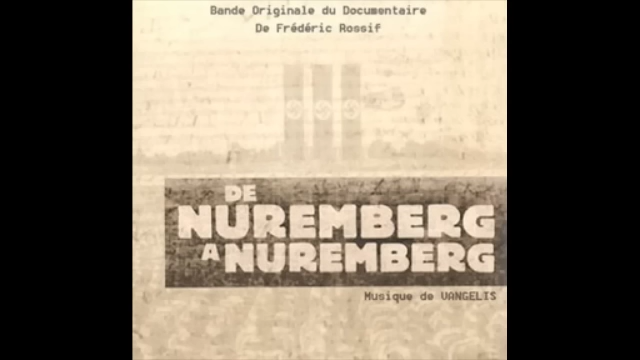 Bande Originale du Documentaire
De Frédéric Rossif
DE
NUREMBERG
A NUREMBERG
Musique de VANGELIS